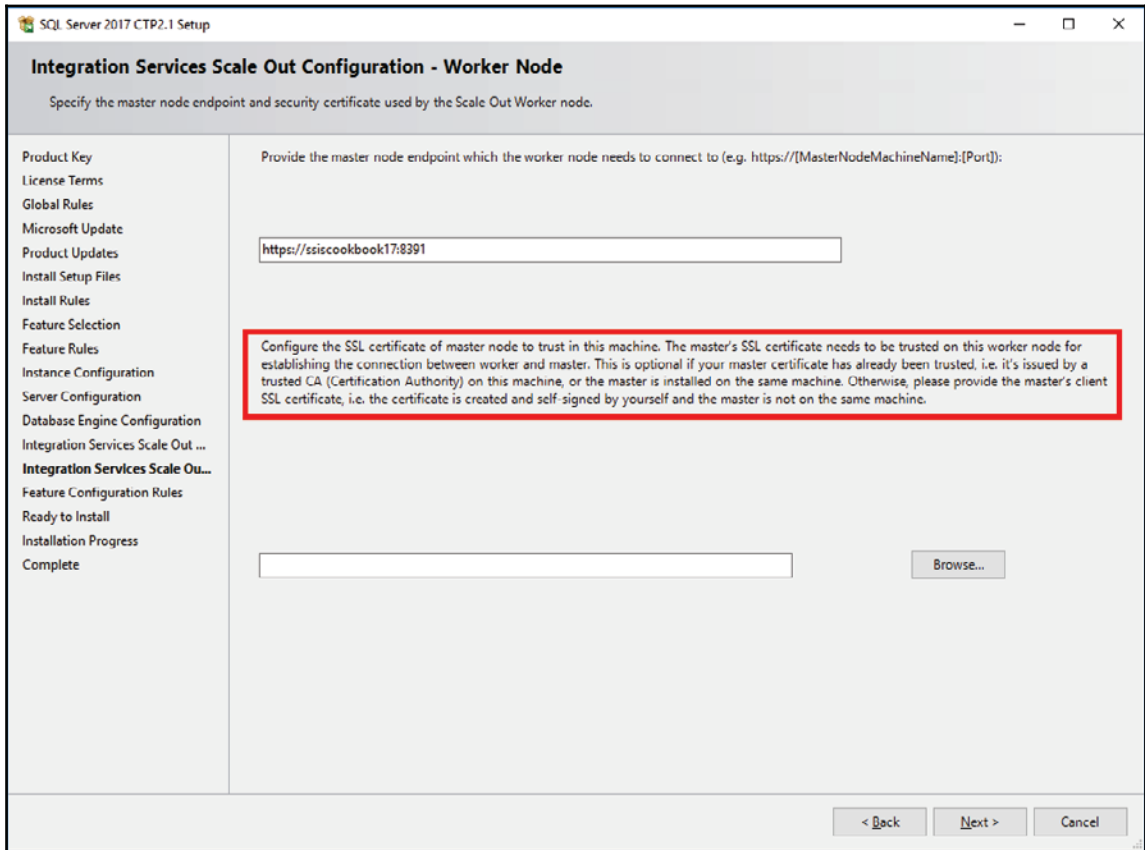 SQL Server 2017 CTP2.1 Setup
Integration Services Scale Out Configuration - Worker Node
Specify the master node endpoint and security certificate used by the Scale Out Worker node.
Product Key
License Terms
Global Rules
Microsoft Update
Product Updates
Install Setup Files
Install Rules
Feature Selection
Feature Rules
Instance Configuration
Server Configuration
Database Engine Configuration
Integration Services Scale Out ...
Integration Services Scale Ou...
Feature Configuration Rules
Ready to Install
Installation Progress
Complete
Provide the master node endpoint which the worker node needs to connect to (e.g. https://[MasterNodeMachineName]:[Port]):
https://ssiscookbook17:8391
Configure the SSL certificate of master node to trust in this machine. The master's SSL certificate needs to be trusted on this worker node for
establishing the connection between worker and master. This is optional if your master certificate has already been trusted, i.e. it's issued by a
trusted CA (Certification Authority) on this machine, or the master is installed on the same machine. Otherwise, please provide the master's client
SSL certificate, i.e. the certificate is created and self-signed by yourself and the master is not on the same machine.
Browse...
< Back
Next >
Cancel